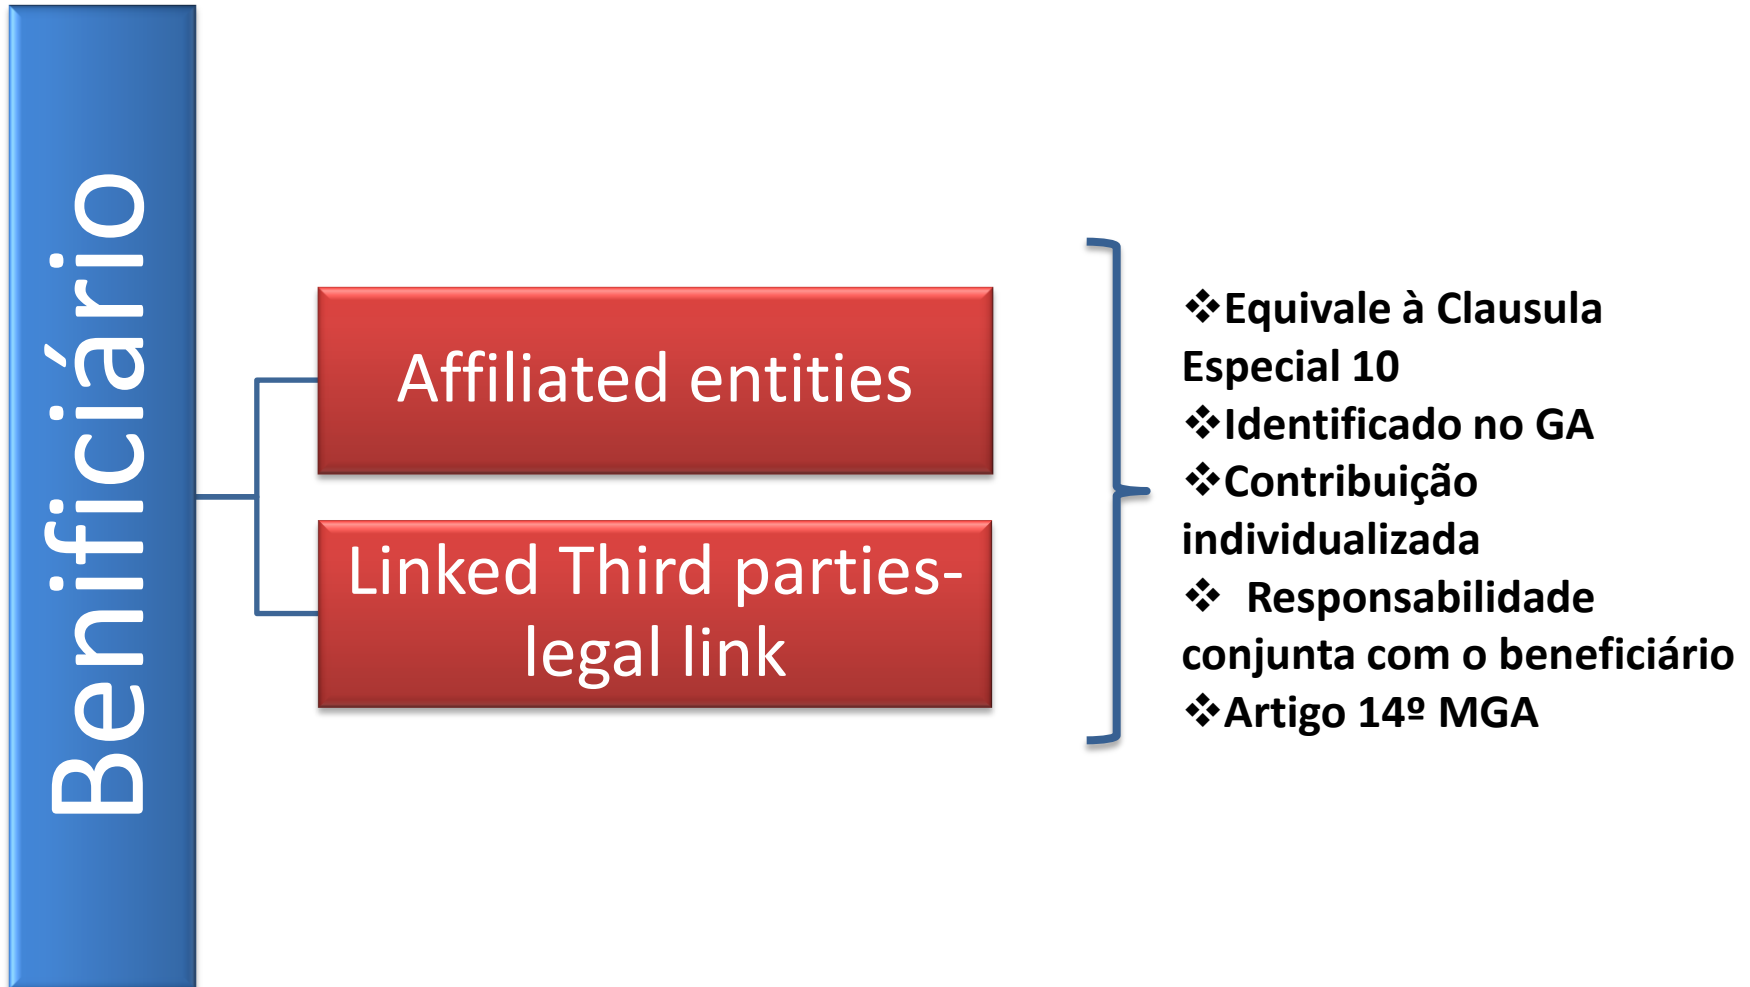 Benificiário
Affiliated entities
Linked Third parties-
legal link
❖Equivale à Clausula
Especial 10
❖Identificado no GA
❖Contribuição
individualizada
❖ Responsabilidade
conjunta com o beneficiário
❖Artigo 14º MGA